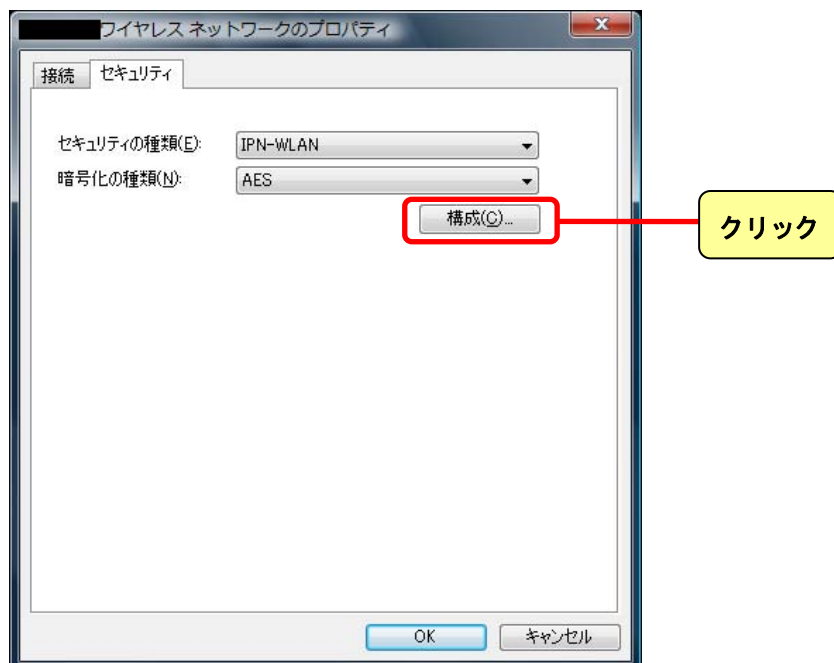 ワイヤレス ネットワークのプロパティ
接続 セキュリティ
セキュリティの種類(E): IPN-WLAN
暗号化の種類(N): AES
構成(C)...
クリック
OK キャンセル